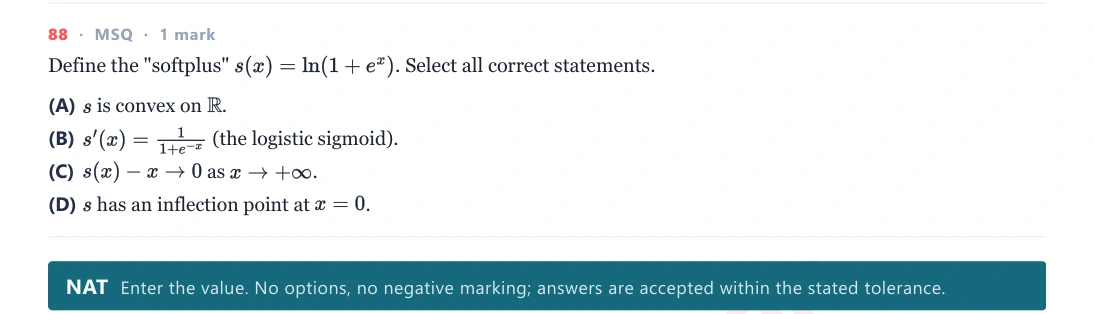 88 · MSQ · 1 mark
Define the "softplus" s(x) = ln(1 + eˣ). Select all correct statements.
(A) s is convex on ℝ.
(B) s′(x) = 1/(1+e⁻ˣ) (the logistic sigmoid).
(C) s(x) − x → 0 as x → +∞.
(D) s has an inflection point at x = 0.
NAT Enter the value. No options, no negative marking; answers are accepted within the stated tolerance.